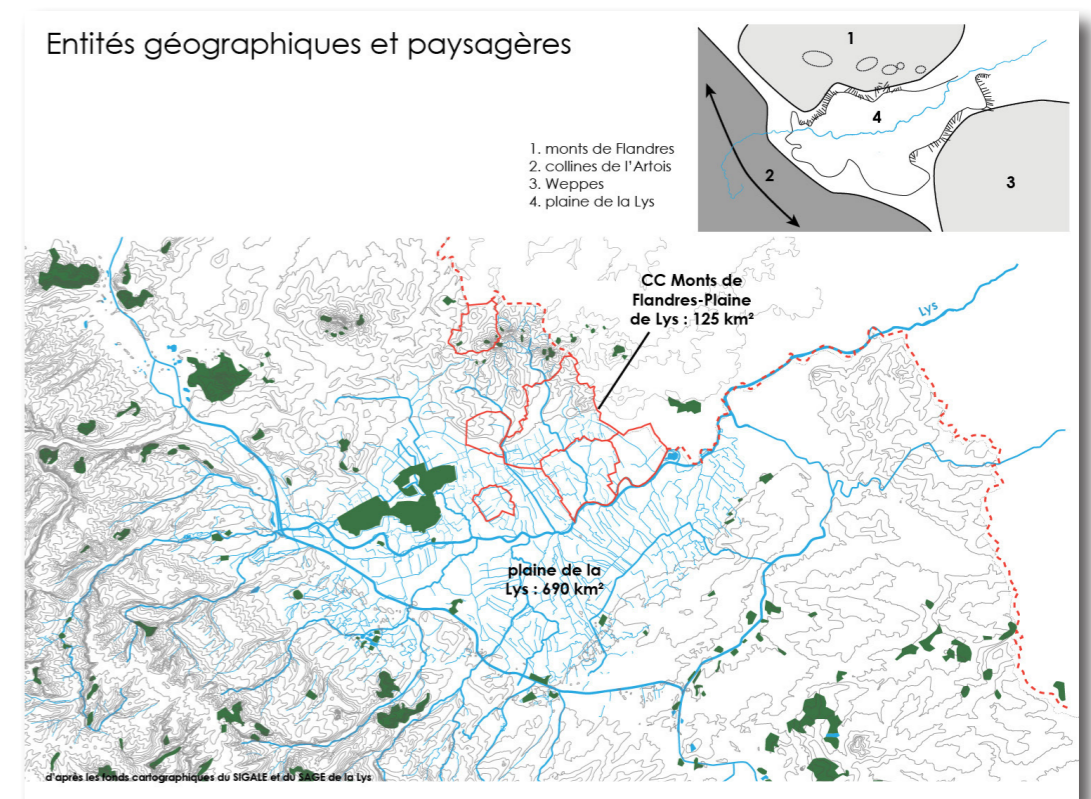 Entités géographiques et paysagères
1
4
2
3
1. monts de Flandres
2. collines de l'Artois
3. Weppes
4. plaine de la Lys
CC Monts de
Flandres-Plaine
de Lys : 125 km²
Lys
plaine de la
Lys : 690 km²
d'après les fonds cartographiques du SIGALE et du SAGE de la Lys